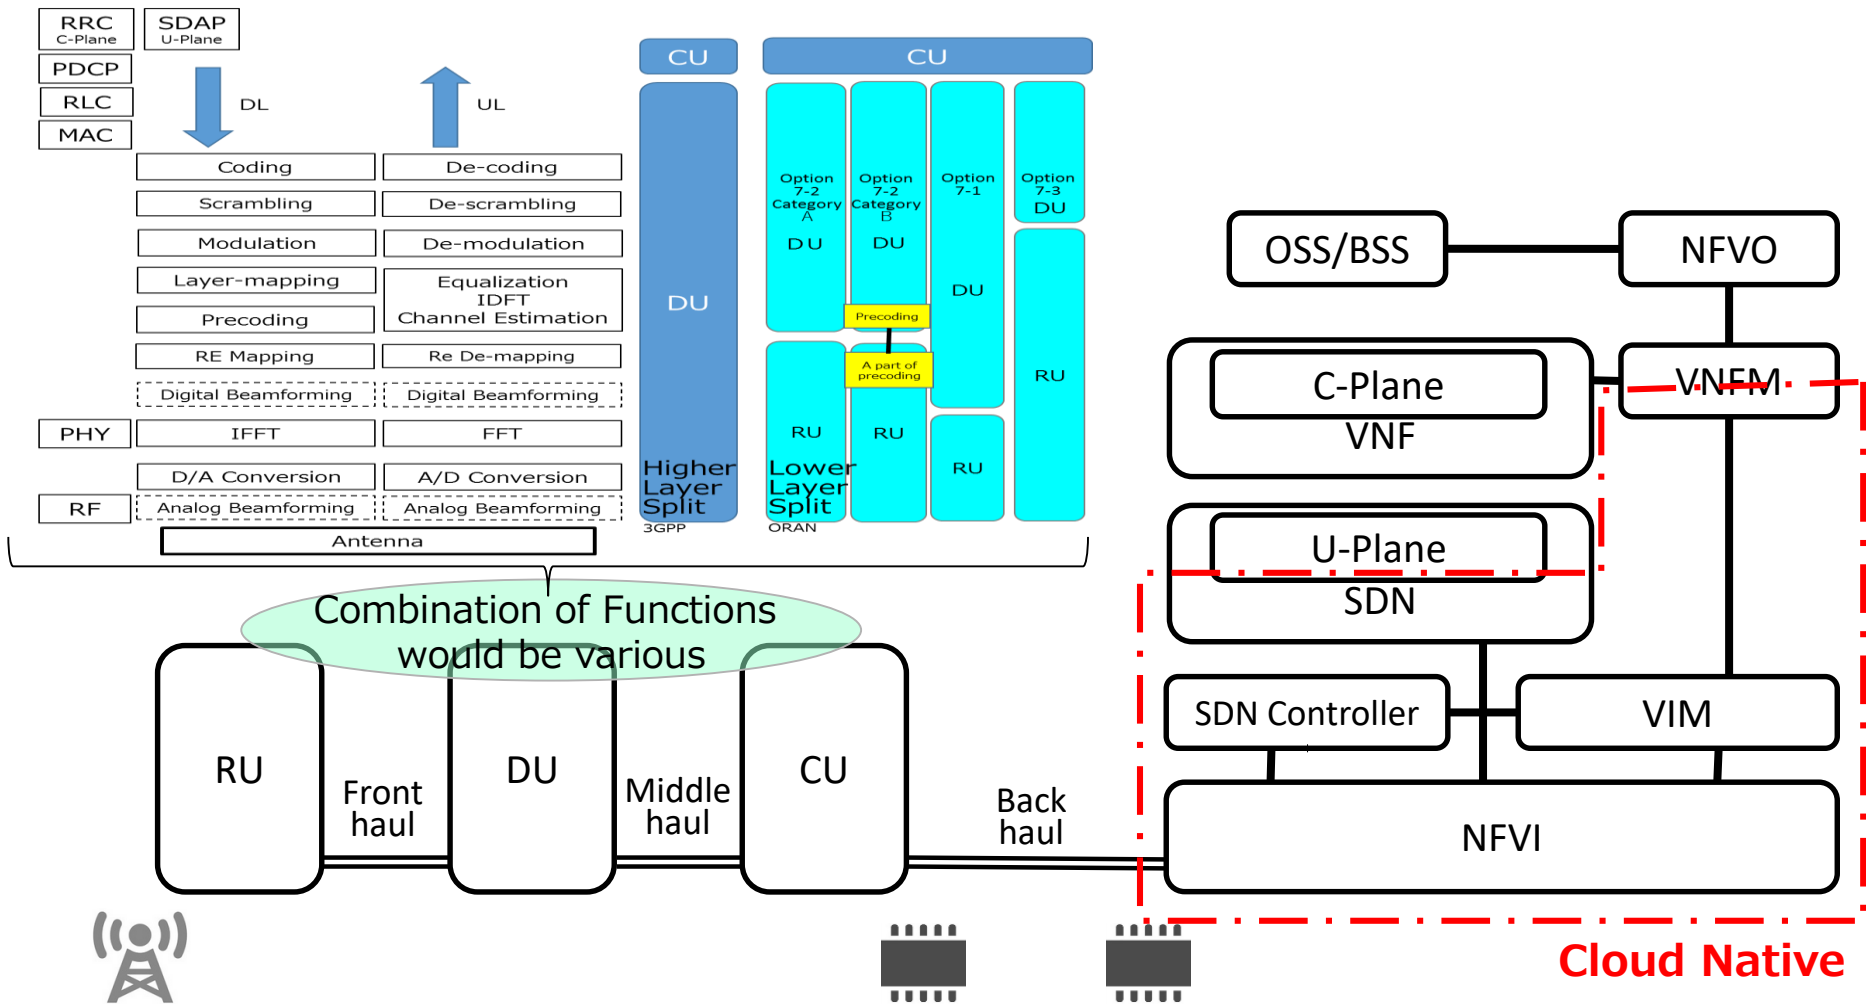 RRC
C-Plane
SDAP
U-Plane
PDCP
RLC
MAC
DL
UL
Coding
De-coding
Scrambling
De-scrambling
Modulation
De-modulation
Layer-mapping
Equalization
IDFT
Channel Estimation
Precoding
RE Mapping
Re De-mapping
Digital Beamforming
Digital Beamforming
PHY
IFFT
FFT
D/A Conversion
A/D Conversion
RF
Analog Beamforming
Analog Beamforming
Antenna
CU
DU
Higher
Layer
Split
3GPP
CU
Option
7-2
Category
A
DU
RU
Lower
Layer
Split
ORAN
Option
7-2
Category
B
DU
Precoding
A part of
precoding
RU
Option
7-1
DU
RU
Option
7-3
DU
RU
Combination of Functions
would be various
RU
Front
haul
DU
Middle
haul
CU
Back
haul
OSS/BSS
NFVO
C-Plane
VNF
VNFM
U-Plane
SDN
SDN Controller
VIM
NFVI
Cloud Native